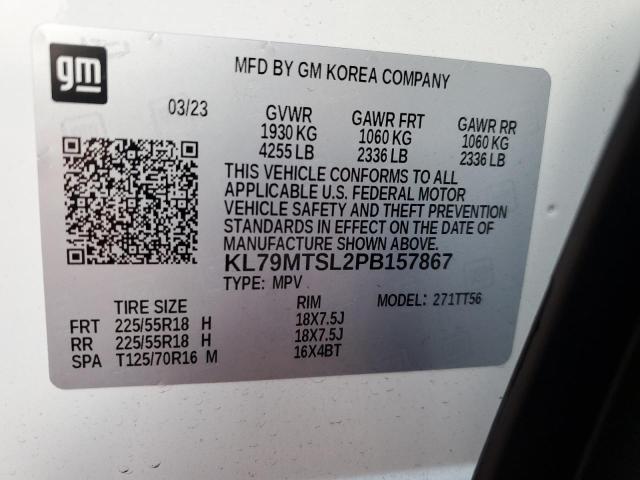 gm
MFD BY GM KOREA COMPANY
03/23 GVWR GAWR FRT GAWR RR
1930 KG 1060 KG 1060 KG
4255 LB 2336 LB 2336 LB
THIS VEHICLE CONFORMS TO ALL
APPLICABLE U.S. FEDERAL MOTOR
VEHICLE SAFETY AND THEFT PREVENTION
STANDARDS IN EFFECT ON THE DATE OF
MANUFACTURE SHOWN ABOVE.
KL79MTSL2PB157867
TYPE: MPV MODEL: 271TT56
TIRE SIZE RIM
FRT 225/55R18 H 18X7.5J
RR 225/55R18 H 18X7.5J
SPA T125/70R16 M 16X4BT